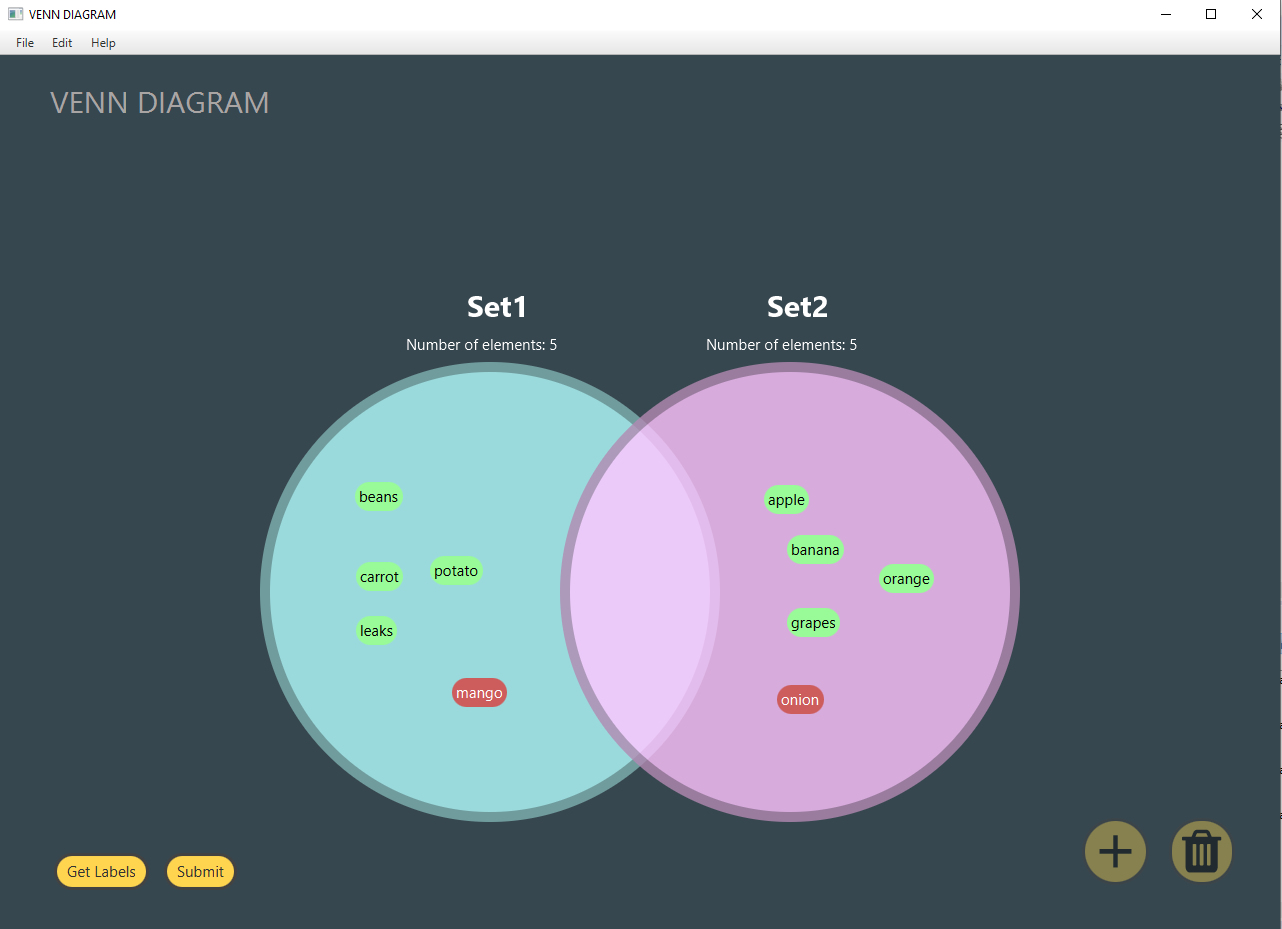 VENN DIAGRAM
File Edit Help
VENN DIAGRAM
Set1 Set2
Number of elements: 5 Number of elements: 5
beans apple
banana
carrot potato orange
leaks grapes
mango onion
Get Labels Submit